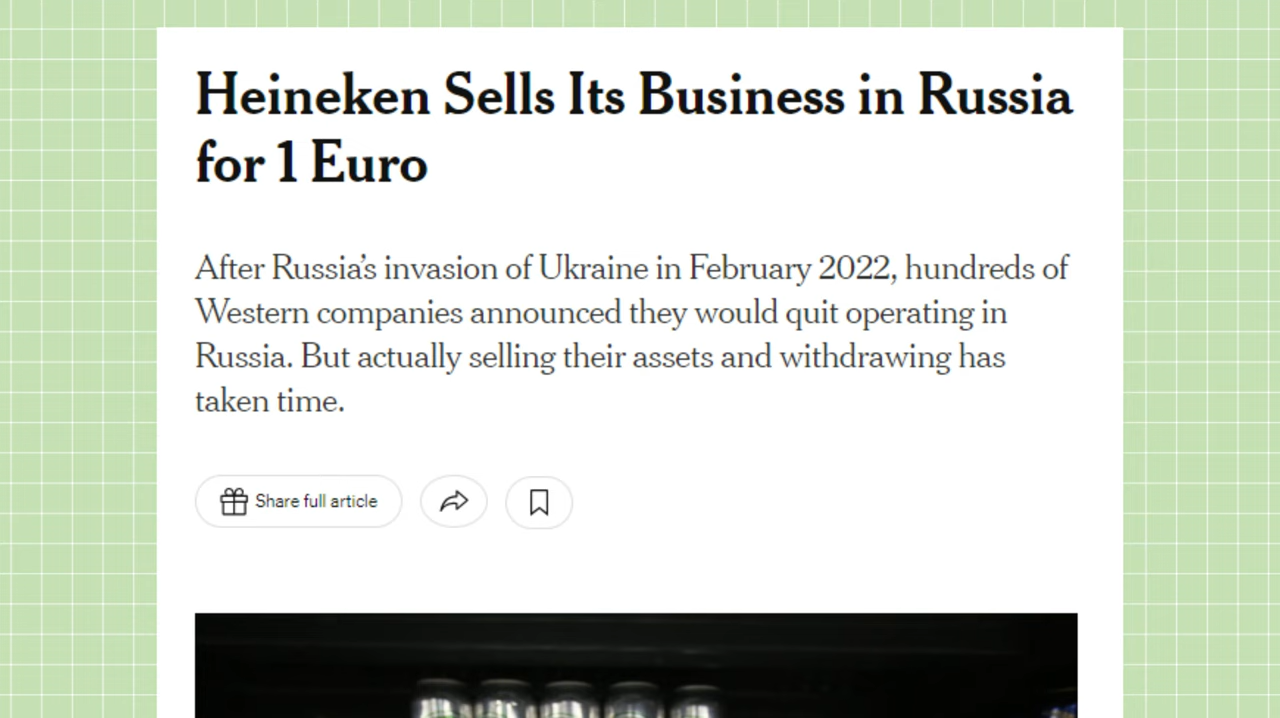 Heineken Sells Its Business in Russia
for 1 Euro
After Russia’s invasion of Ukraine in February 2022, hundreds of
Western companies announced they would quit operating in
Russia. But actually selling their assets and withdrawing has
taken time.
Share full article